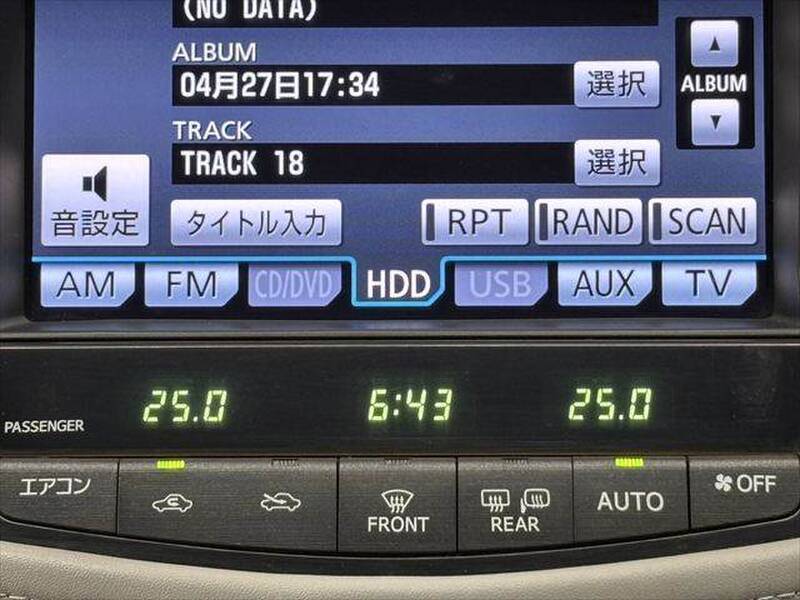 (NO DATA)
ALBUM
04月27日17:34 選択
ALBUM
TRACK
TRACK 18 選択
音設定 タイトル入力 RPT RAND SCAN
AM FM CD/DVD HDD USB AUX TV
25.0 6:43 25.0
PASSENGER
エアコン FRONT REAR AUTO OFF